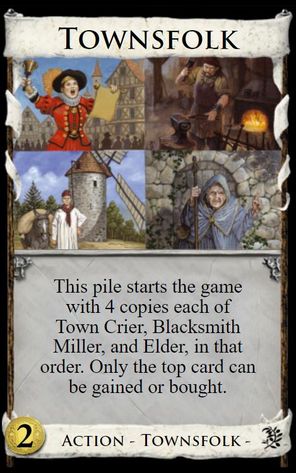 TOWNSFOLK
This pile starts the game
with 4 copies each of
Town Crier, Blacksmith
Miller, and Elder, in that
order. Only the top card can
be gained or bought.
2
ACTION - TOWNSFOLK -